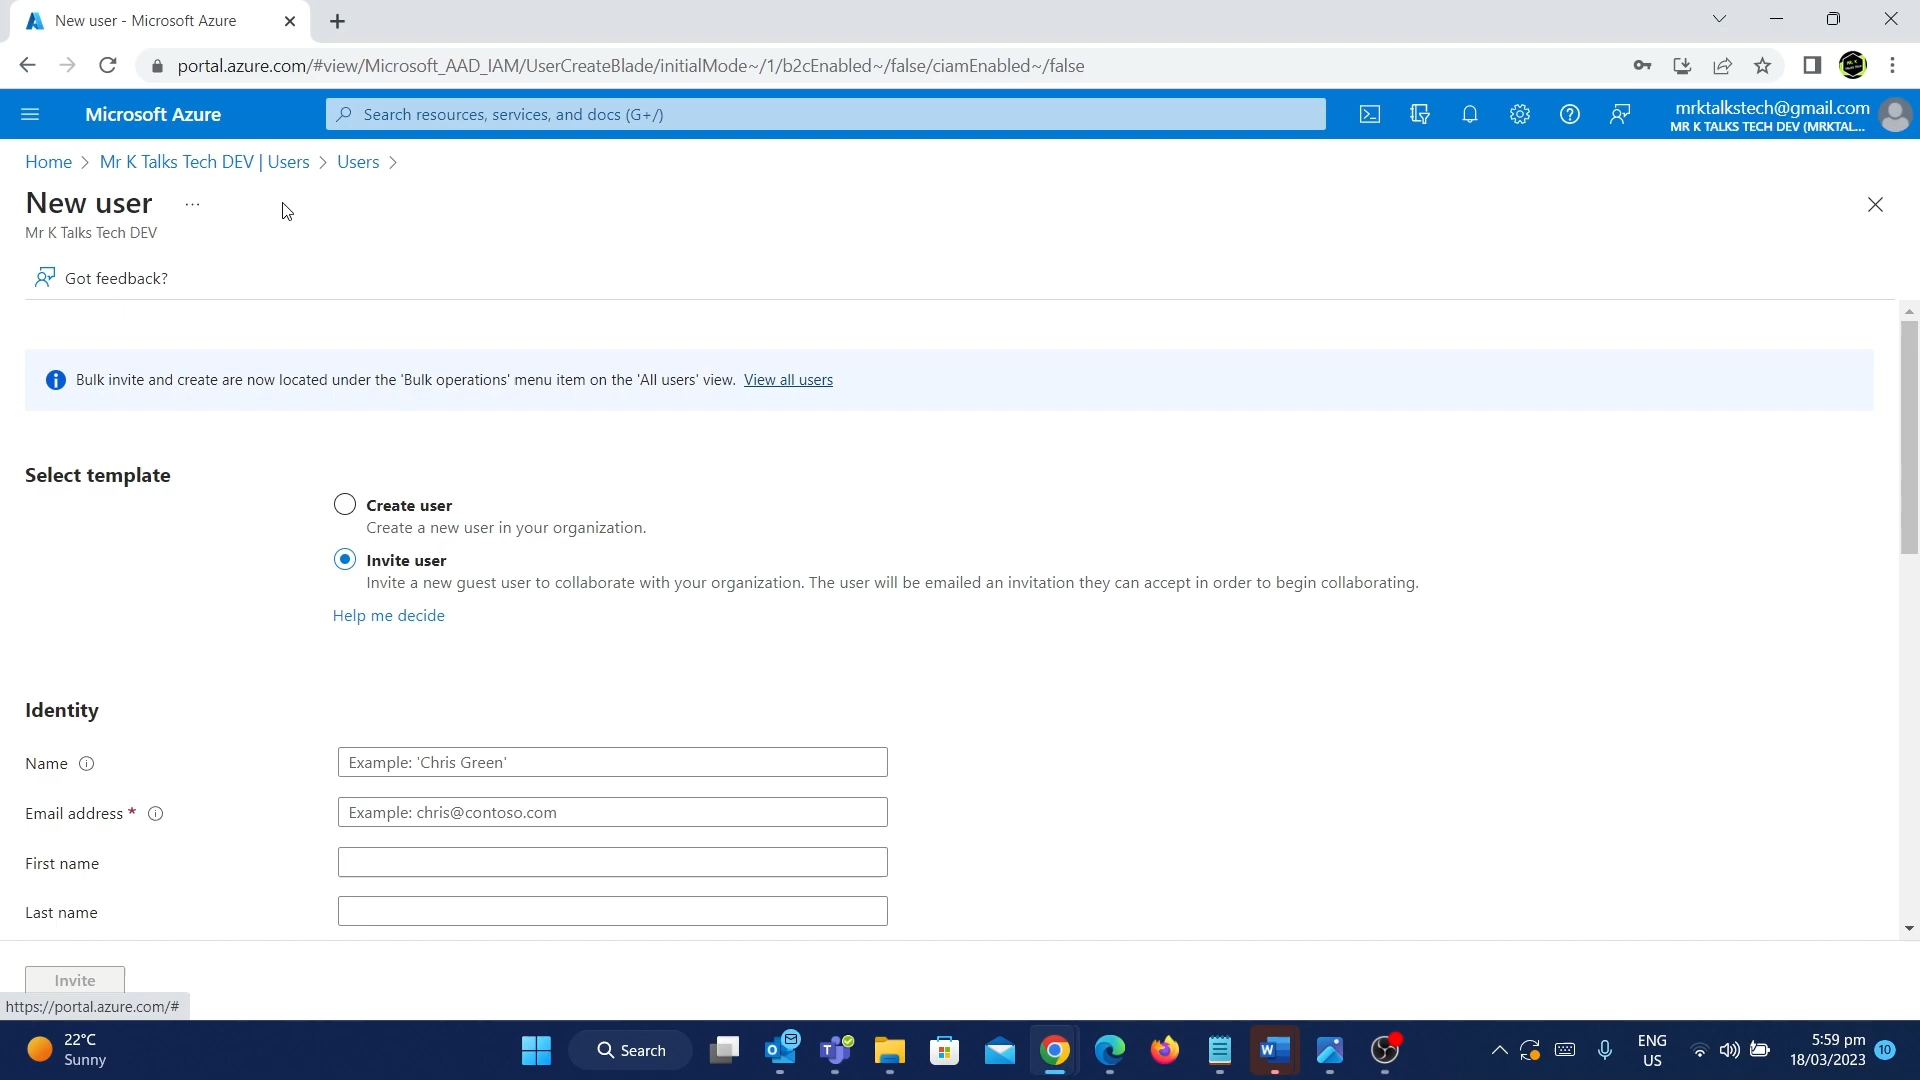 New user - Microsoft Azure
portal.azure.com/#view/Microsoft_AAD_IAM/UserCreateBlade/initialMode~/1/b2cEnabled~/false/ciamEnabled~/false
Microsoft Azure
Search resources, services, and docs (G+/)
mrktalkstech@gmail.com
MR K TALKS TECH DEV (MRKTAL...
Home > Mr K Talks Tech DEV | Users > Users >
New user ...
Mr K Talks Tech DEV
Got feedback?
Bulk invite and create are now located under the 'Bulk operations' menu item on the 'All users' view. View all users
Select template
Create user
Create a new user in your organization.
Invite user
Invite a new guest user to collaborate with your organization. The user will be emailed an invitation they can accept in order to begin collaborating.
Help me decide
Identity
Name
Example: 'Chris Green'
Email address *
Example: chris@contoso.com
First name
Last name
Invite
https://portal.azure.com/#
22°C
Sunny
Search
ENG
US
5:59 pm
18/03/2023
10